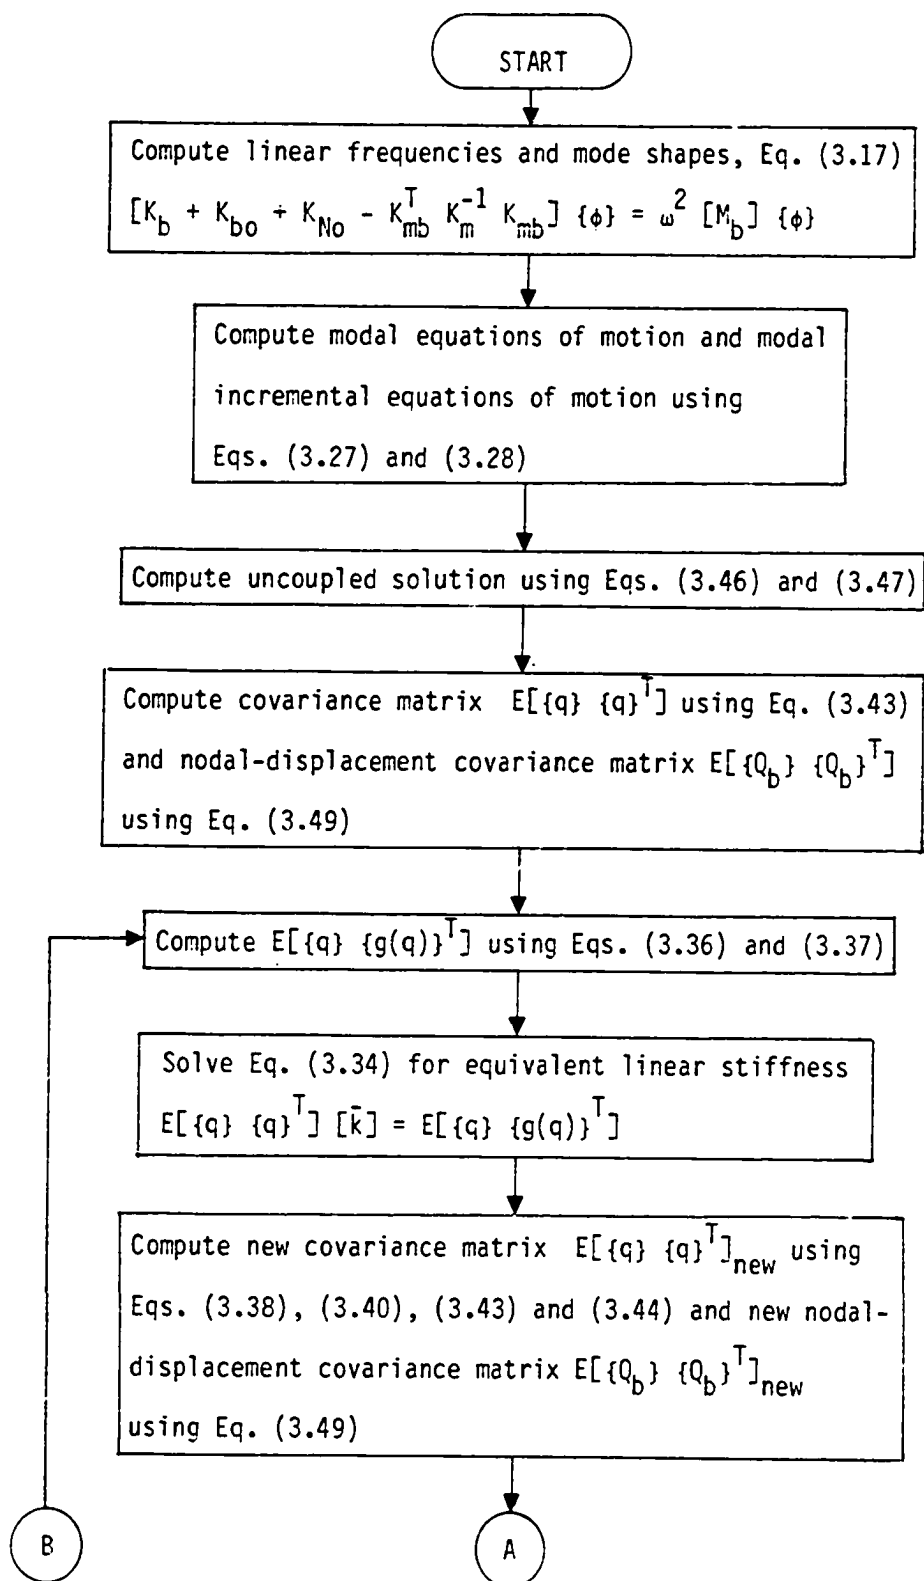 START
Compute linear frequencies and mode shapes, Eq. (3.17)
[K_b + K_bo + K_No - K_mb^T K_m^-1 K_mb] {ϕ} = ω^2 [M_b] {ϕ}
Compute modal equations of motion and modal
incremental equations of motion using
Eqs. (3.27) and (3.28)
Compute uncoupled solution using Eqs. (3.46) and (3.47)
Compute covariance matrix E[{q} {q}^T] using Eq. (3.43)
and nodal-displacement covariance matrix E[{Q_b} {Q_b}^T]
using Eq. (3.49)
Compute E[{q} {g(q)}^T] using Eqs. (3.36) and (3.37)
Solve Eq. (3.34) for equivalent linear stiffness
E[{q} {q}^T] [k̄] = E[{q} {g(q)}^T]
Compute new covariance matrix E[{q} {q}^T]_new using
Eqs. (3.38), (3.40), (3.43) and (3.44) and new nodal-
displacement covariance matrix E[{Q_b} {Q_b}^T]_new
using Eq. (3.49)
B
A